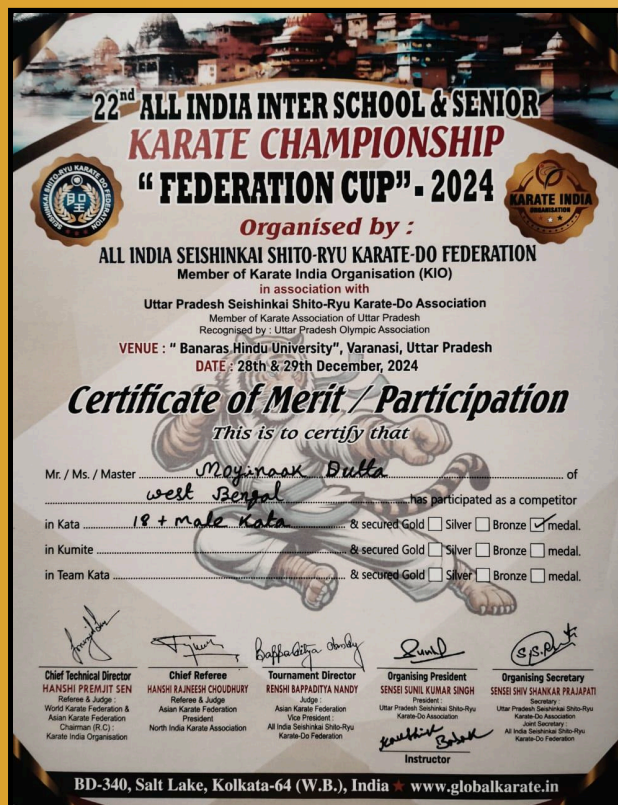 22nd ALL INDIA INTER SCHOOL & SENIOR
KARATE CHAMPIONSHIP
“ FEDERATION CUP” - 2024
SEISHINKAI SHITO-RYU KARATE-DO FEDERATION
KARATE INDIA
ORGANISATION
Organised by :
ALL INDIA SEISHINKAI SHITO-RYU KARATE-DO FEDERATION
Member of Karate India Organisation (KIO)
in association with
Uttar Pradesh Seishinkai Shito-Ryu Karate-Do Association
Member of Karate Association of Uttar Pradesh
Recognised by : Uttar Pradesh Olympic Association
VENUE : “ Banaras Hindu University”, Varanasi, Uttar Pradesh
DATE : 28th & 29th December, 2024
Certificate of Merit / Participation
This is to certify that
Mr. / Ms. / Master Moyinaak Dutta of
west Bengal has participated as a competitor
in Kata 18 + male Kata & secured Gold Silver Bronze ✓ medal.
in Kumite & secured Gold Silver Bronze medal.
in Team Kata & secured Gold Silver Bronze medal.
Bappaditya Nandy Sunil
Chief Technical Director
HANSHI PREMJIT SEN
Referee & Judge :
World Karate Federation &
Asian Karate Federation
Chairman (R.C) :
Karate India Organisation
Chief Referee
HANSHI RAJNEESH CHOUDHURY
Referee & Judge :
Asian Karate Federation
President
North India Karate Association
Tournament Director
RENSHI BAPPADITYA NANDY
Judge :
Asian Karate Federation
Vice President :
All India Seishinkai Shito-Ryu
Karate-Do Federation
Organising President
SENSEI SUNIL KUMAR SINGH
President :
Uttar Pradesh Seishinkai Shito-Ryu
Karate-Do Association
Organising Secretary
SENSEI SHIV SHANKAR PRAJAPATI
Secretary :
Uttar Pradesh Seishinkai Shito-Ryu
Karate-Do Association
Joint Secretary :
All India Seishinkai Shito-Ryu
Karate-Do Federation
Instructor
BD-340, Salt Lake, Kolkata-64 (W.B.), India ★ www.globalkarate.in